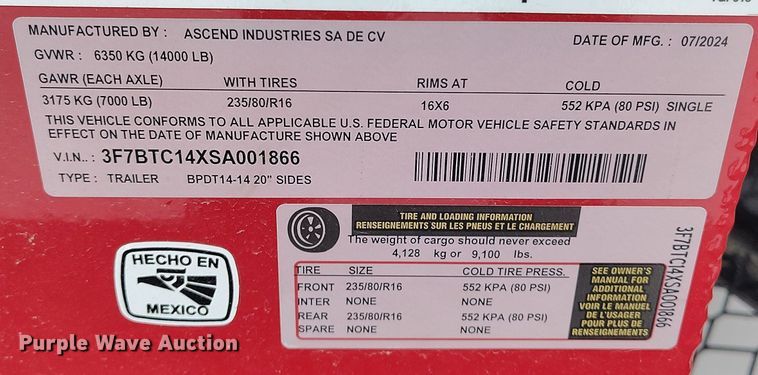 MANUFACTURED BY: ASCEND INDUSTRIES SA DE CV DATE OF MFG.: 07/2024
GVWR: 6350 KG (14000 LB)
GAWR (EACH AXLE) WITH TIRES RIMS AT COLD
3175 KG (7000 LB) 235/80/R16 16X6 552 KPA (80 PSI) SINGLE
THIS VEHICLE CONFORMS TO ALL APPLICABLE U.S. FEDERAL MOTOR VEHICLE SAFETY STANDARDS IN
EFFECT ON THE DATE OF MANUFACTURE SHOWN ABOVE
V.I.N.: 3F7BTC14XSA001866
TYPE: TRAILER BPDT14-14 20" SIDES
TIRE AND LOADING INFORMATION
RENSEIGNEMENTS SUR LES PNEUS ET LE CHARGEMENT
The weight of cargo should never exceed
4,128 kg or 9,100 lbs.
TIRE SIZE COLD TIRE PRESS.
FRONT 235/80/R16 552 KPA (80 PSI)
INTER NONE NONE
REAR 235/80/R16 552 KPA (80 PSI)
SPARE NONE NONE
SEE OWNER'S
MANUAL FOR
ADDITIONAL
INFORMATION
VOIR LE MANUEL
DE L'USAGER
POUR PLUS DE
RENSEIGNEMENTS
3F7BTC14XSA001866
HECHO EN
MEXICO
Purple Wave Auction